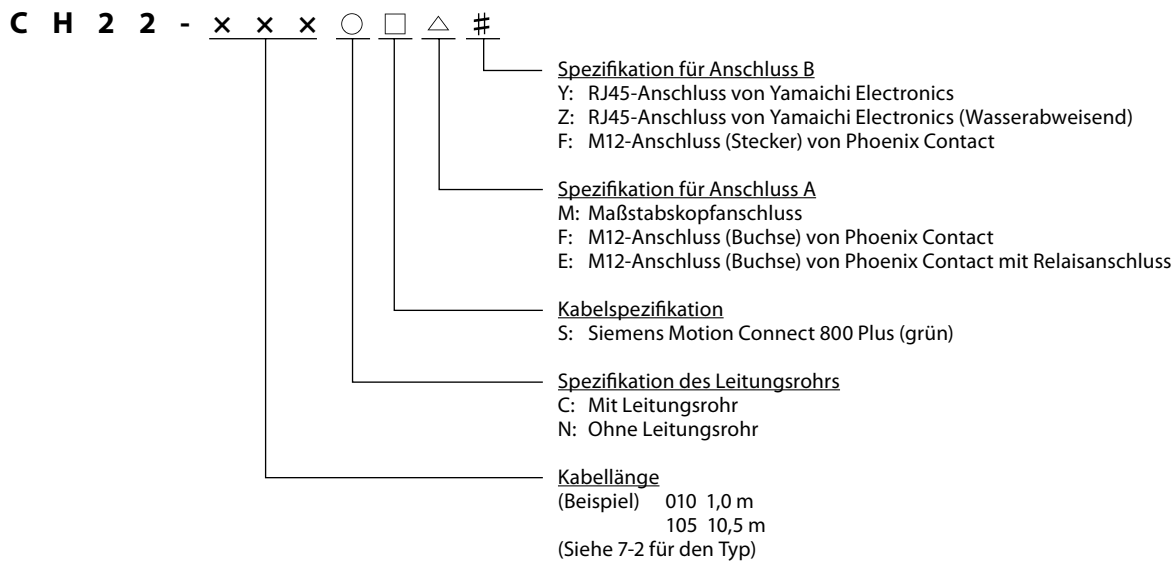 C H 2 2 - × × × ○ □ △ #
Spezifikation für Anschluss B
Y: RJ45-Anschluss von Yamaichi Electronics
Z: RJ45-Anschluss von Yamaichi Electronics (Wasserabweisend)
F: M12-Anschluss (Stecker) von Phoenix Contact
Spezifikation für Anschluss A
M: Maßstabskopfanschluss
F: M12-Anschluss (Buchse) von Phoenix Contact
E: M12-Anschluss (Buchse) von Phoenix Contact mit Relaisanschluss
Kabelspezifikation
S: Siemens Motion Connect 800 Plus (grün)
Spezifikation des Leitungsrohrs
C: Mit Leitungsrohr
N: Ohne Leitungsrohr
Kabellänge
(Beispiel) 010 1,0 m
105 10,5 m
(Siehe 7-2 für den Typ)